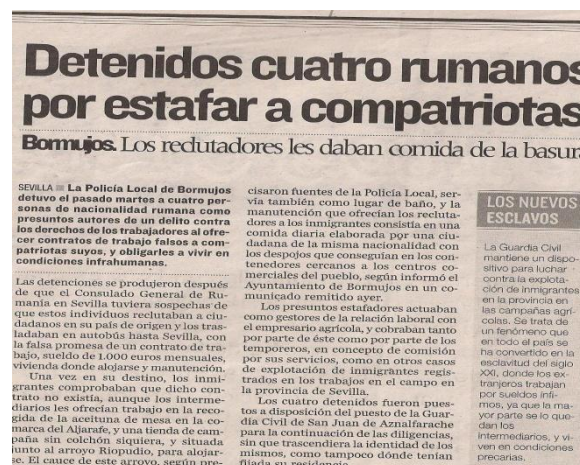 Detenidos cuatro rumanos
por estafar a compatriotas
Bormujos. Los reclutadores les daban comida de la basura
SEVILLA La Policía Local de Bormujos
detuvo el pasado martes a cuatro per-
sonas de nacionalidad rumana como
presuntos autores de un delito contra
los derechos de los trabajadores al ofre-
cer contratos de trabajo falsos a com-
patriotas suyos, y obligarles a vivir en
condiciones infrahumanas.
Las detenciones se produjeron después
de que el Consulado General de Ru-
manía en Sevilla tuviera sospechas de
que estos individuos reclutaban a ciu-
dadanos en su país de origen y los tras-
ladaban en autobús hasta Sevilla, con
la falsa promesa de un contrato de tra-
bajo, sueldo de 1.000 euros mensuales,
vivienda donde alojarse y manutención.
Una vez en su destino, los inmi-
grantes comprobaban que dicho con-
trato no existía, aunque los interme-
diarios les ofrecían trabajo en la reco-
gida de la aceituna de mesa en la co-
marca del Aljarafe, y una tienda de cam-
paña sin colchón siquiera, y situada
junto al arroyo Riopudio, para alojar-
se. El cauce de este arroyo, según pre-
cisaron fuentes de la Policía Local, ser-
vía también como lugar de baño, y la
manutención que ofrecían los recluta-
dores a los inmigrantes consistía en una
comida diaria elaborada por una ciu-
dadana de la misma nacionalidad con
los despojos que conseguían en los con-
tenedores cercanos a los centros co-
merciales del pueblo, según informó el
Ayuntamiento de Bormujos en un co-
municado remitido ayer.
Los presuntos estafadores actuaban
como gestores de la relación laboral con
el empresario agrícola, y cobraban tanto
por parte de éste como por parte de los
temporeros, en concepto de comisión
por sus servicios, como en otros casos
de explotación de inmigrantes regis-
trados en los trabajos en el campo en
la provincia de Sevilla.
Los cuatro detenidos fueron pues-
tos a disposición del puesto de la Guar-
dia Civil de San Juan de Aznalfarache
para la continuación de las diligencias,
sin que trascendiera la identidad de los
mismos, como tampoco dónde tenían
fijada su residencia.
LOS NUEVOS
ESCLAVOS
La Guardia Civil
mantiene un dispo-
sitivo para luchar
contra la explota-
ción de inmigrantes
en la provincia en
las campañas agrí-
colas. Se trata de
un fenómeno que
en todo el país se
ha convertido en la
esclavitud del siglo
XXI, donde los ex-
tranjeros trabajan
por sueldos ínfi-
mos, ya que la ma-
yor parte se lo que-
dan los
intermediarios, y vi-
ven en condiciones
precarias.